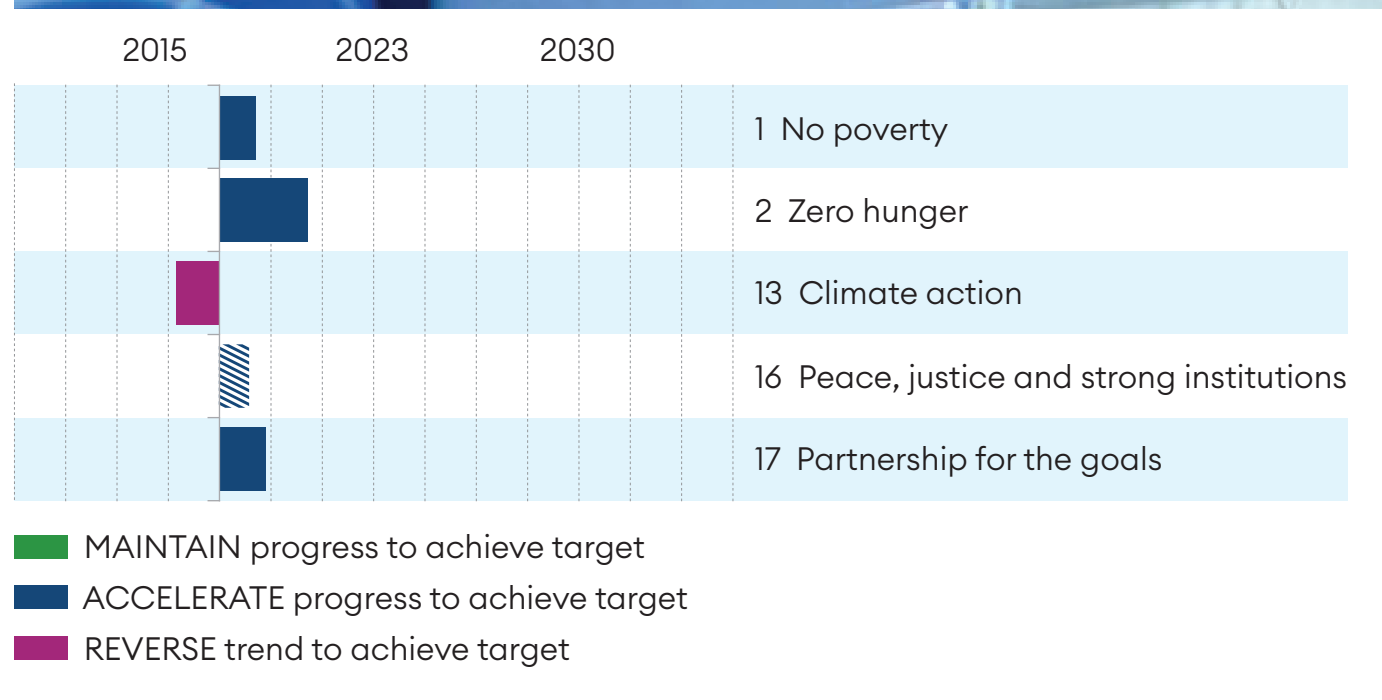 2015 2023 2030
1 No poverty
2 Zero hunger
13 Climate action
16 Peace, justice and strong institutions
17 Partnership for the goals
MAINTAIN progress to achieve target
ACCELERATE progress to achieve target
REVERSE trend to achieve target